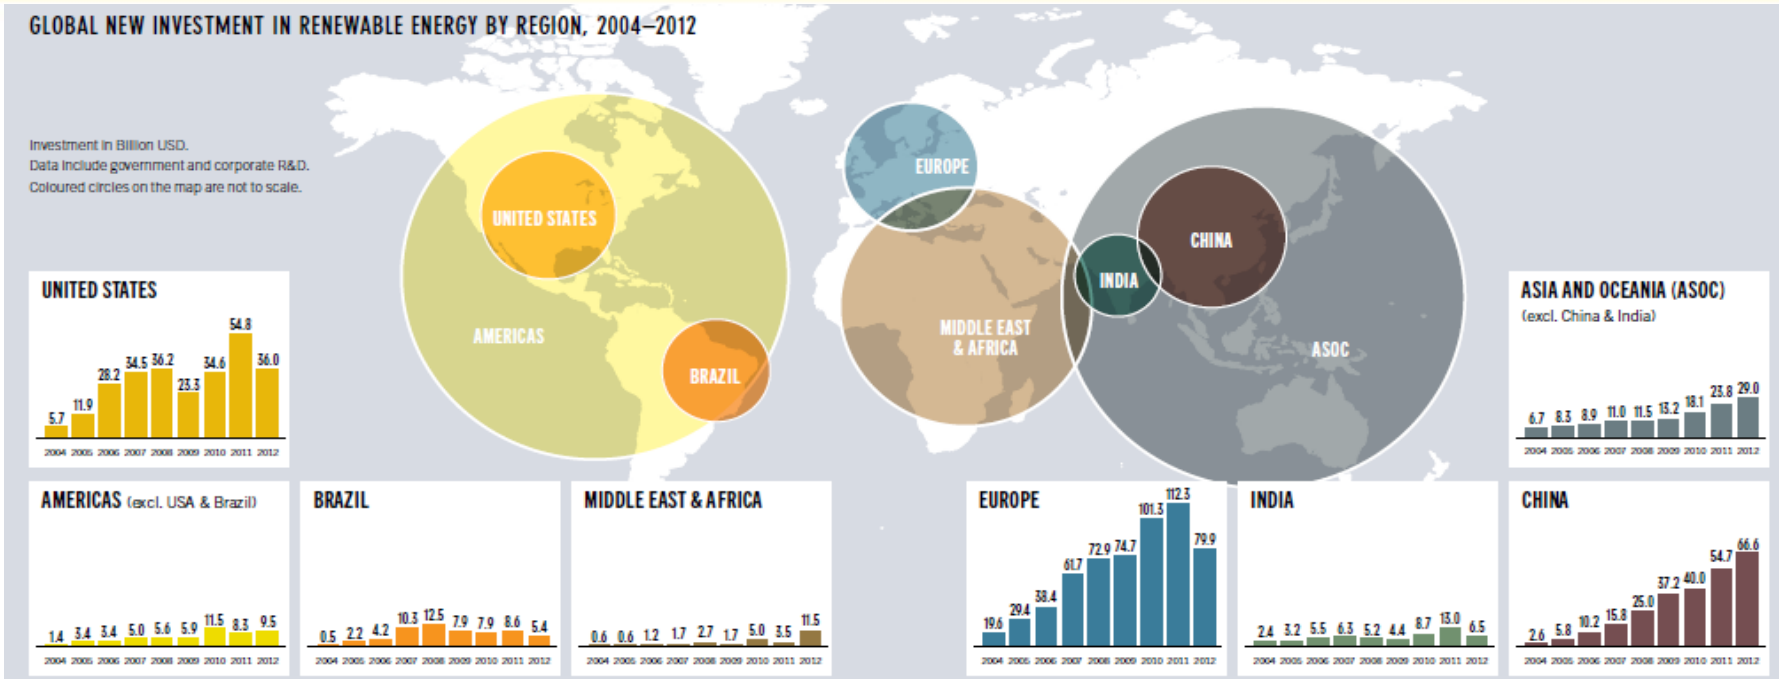 GLOBAL NEW INVESTMENT IN RENEWABLE ENERGY BY REGION, 2004–2012
Investment in Billion USD.
Data include government and corporate R&D.
Coloured circles on the map are not to scale.
UNITED STATES
AMERICAS
BRAZIL
EUROPE
MIDDLE EAST
& AFRICA
INDIA
CHINA
ASOC
UNITED STATES
5.7 11.9 28.2 34.5 36.2 23.3 34.6 54.8 36.0
2004 2005 2006 2007 2008 2009 2010 2011 2012
ASIA AND OCEANIA (ASOC)
(excl. China & India)
6.7 8.3 8.9 11.0 11.5 13.2 18.1 23.8 29.0
2004 2005 2006 2007 2008 2009 2010 2011 2012
AMERICAS (excl. USA & Brazil)
1.4 3.4 3.4 5.0 5.6 5.9 11.5 8.3 9.5
2004 2005 2006 2007 2008 2009 2010 2011 2012
BRAZIL
0.5 2.2 4.2 10.3 12.5 7.9 7.9 8.6 5.4
2004 2005 2006 2007 2008 2009 2010 2011 2012
MIDDLE EAST & AFRICA
0.6 0.6 1.2 1.7 2.7 1.7 5.0 3.5 11.5
2004 2005 2006 2007 2008 2009 2010 2011 2012
EUROPE
19.6 29.4 38.4 61.7 72.9 74.7 101.3 112.3 79.9
2004 2005 2006 2007 2008 2009 2010 2011 2012
INDIA
2.4 3.2 5.5 6.3 5.2 4.4 8.7 13.0 6.5
2004 2005 2006 2007 2008 2009 2010 2011 2012
CHINA
2.6 5.8 10.2 15.8 25.0 37.2 40.0 54.7 66.6
2004 2005 2006 2007 2008 2009 2010 2011 2012